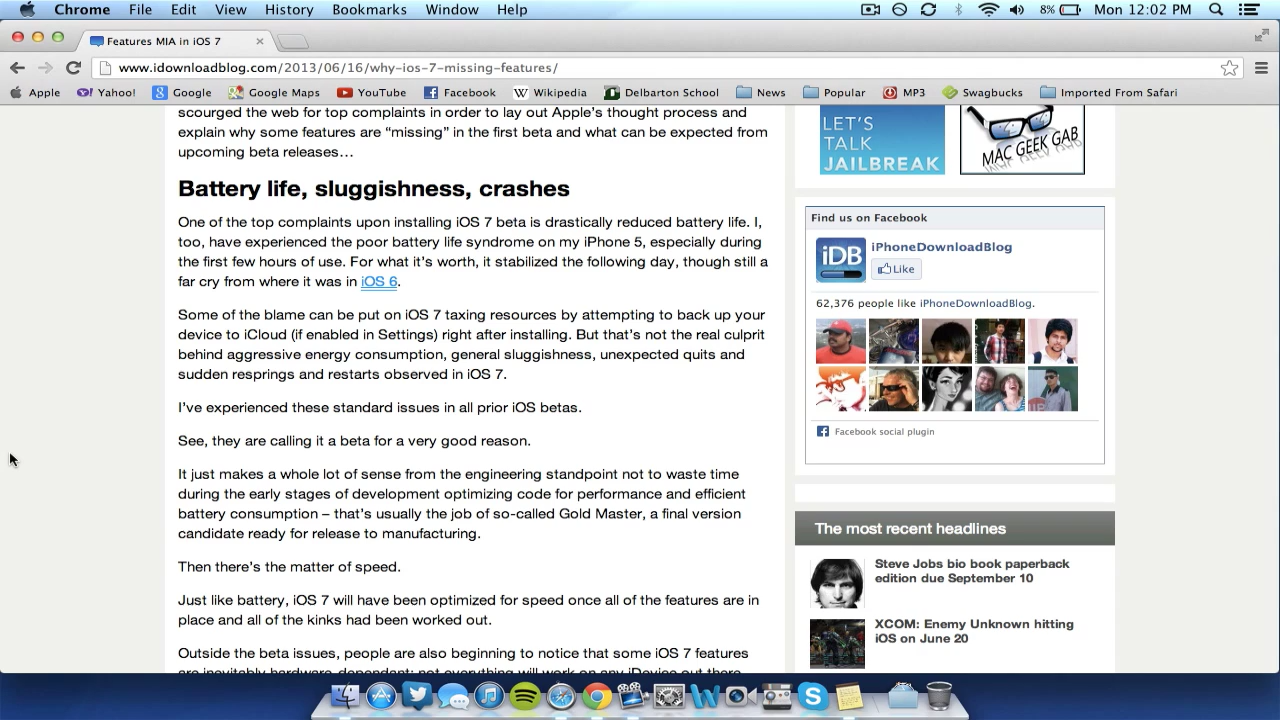 Chrome File Edit View History Bookmarks Window Help 8% Mon 12:02 PM
Features MIA in iOS 7
www.idownloadblog.com/2013/06/16/why-ios-7-missing-features/
Apple Yahoo! Google Google Maps YouTube Facebook Wikipedia Delbarton School News Popular MP3 Swagbucks Imported From Safari
scourged the web for top complaints in order to lay out Apple's thought process and
explain why some features are “missing” in the first beta and what can be expected from
upcoming beta releases…
Battery life, sluggishness, crashes
One of the top complaints upon installing iOS 7 beta is drastically reduced battery life. I,
too, have experienced the poor battery life syndrome on my iPhone 5, especially during
the first few hours of use. For what it's worth, it stabilized the following day, though still a
far cry from where it was in iOS 6.
Some of the blame can be put on iOS 7 taxing resources by attempting to back up your
device to iCloud (if enabled in Settings) right after installing. But that's not the real culprit
behind aggressive energy consumption, general sluggishness, unexpected quits and
sudden resprings and restarts observed in iOS 7.
I've experienced these standard issues in all prior iOS betas.
See, they are calling it a beta for a very good reason.
It just makes a whole lot of sense from the engineering standpoint not to waste time
during the early stages of development optimizing code for performance and efficient
battery consumption – that's usually the job of so-called Gold Master, a final version
candidate ready for release to manufacturing.
Then there's the matter of speed.
Just like battery, iOS 7 will have been optimized for speed once all of the features are in
place and all of the kinks had been worked out.
Outside the beta issues, people are also beginning to notice that some iOS 7 features
are inevitably hardware-dependent: not everything will work on any iDevice out there
LET'S
TALK
JAILBREAK
MAC GEEK GAB
Find us on Facebook
iDB
iPhoneDownloadBlog
Like
62,376 people like iPhoneDownloadBlog.
Facebook social plugin
The most recent headlines
Steve Jobs bio book paperback
edition due September 10
XCOM: Enemy Unknown hitting
iOS on June 20